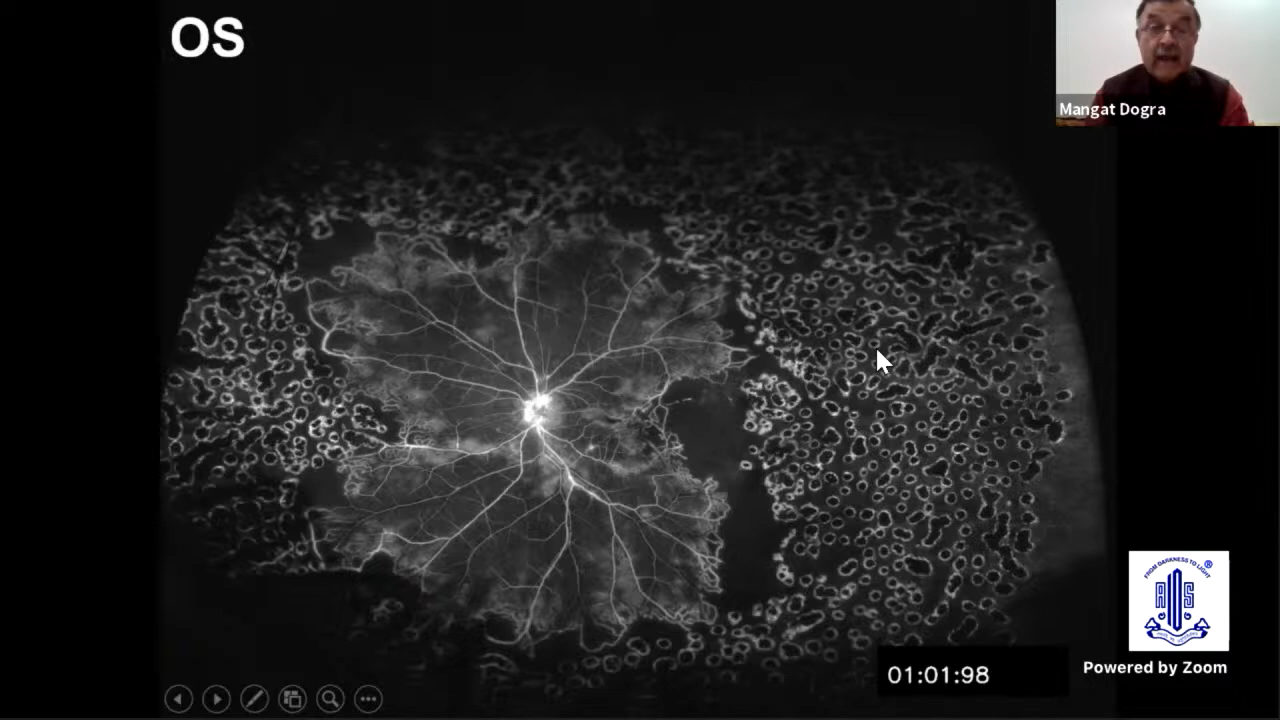 OS
Mangat Dogra
FROM DARKNESS TO LIGHT
®
AIOS
01:01:98
Powered by Zoom